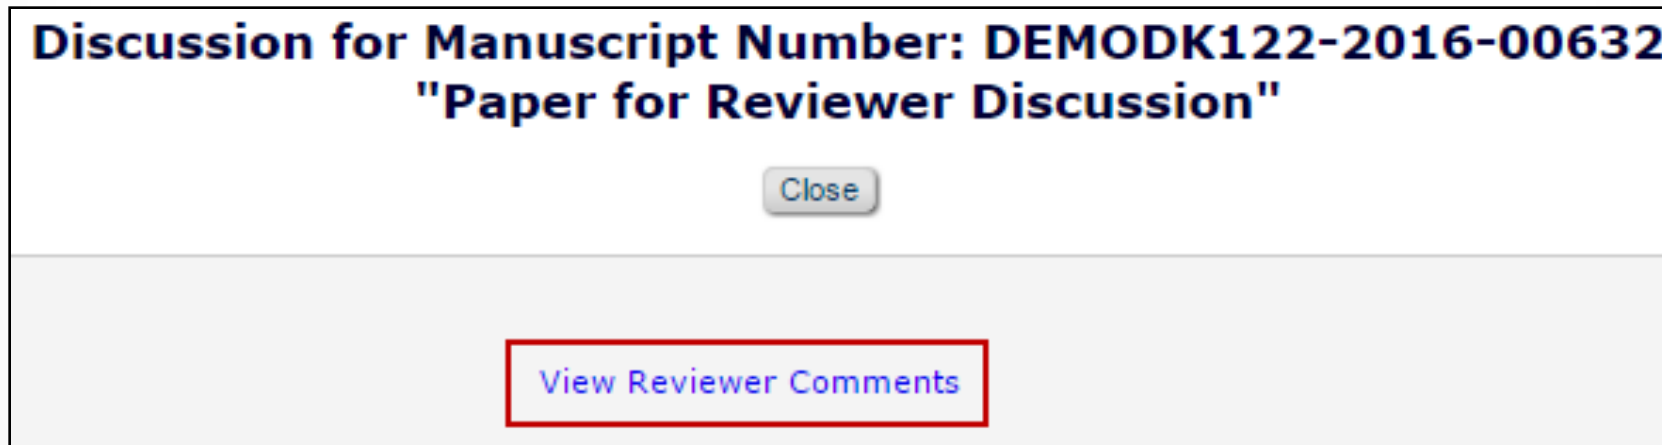 Discussion for Manuscript Number: DEMODK122-2016-00632
"Paper for Reviewer Discussion"
Close
View Reviewer Comments